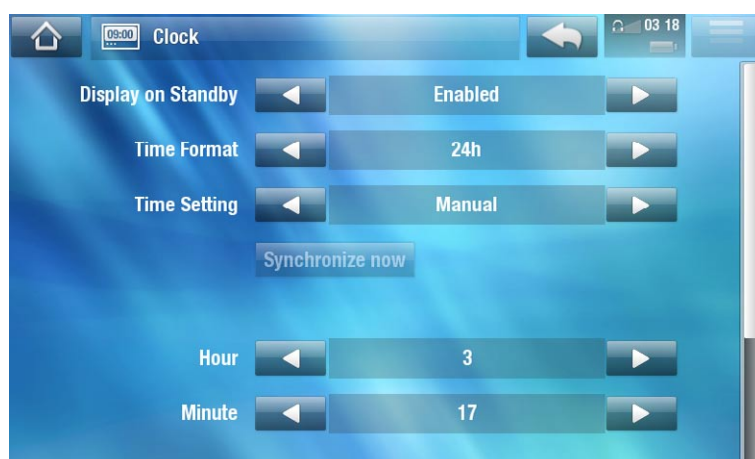 09:00 Clock 03 18
Display on Standby Enabled
Time Format 24h
Time Setting Manual
Synchronize now
Hour 3
Minute 17